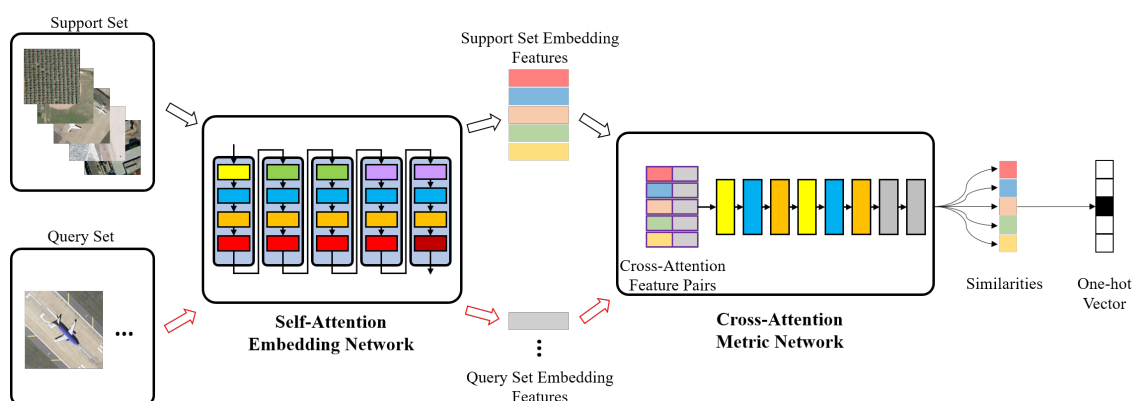 Support Set
Query Set
Self-Attention
Embedding Network
Support Set Embedding
Features
Query Set Embedding
Features
Cross-Attention
Feature Pairs
Cross-Attention
Metric Network
Similarities
One-hot
Vector